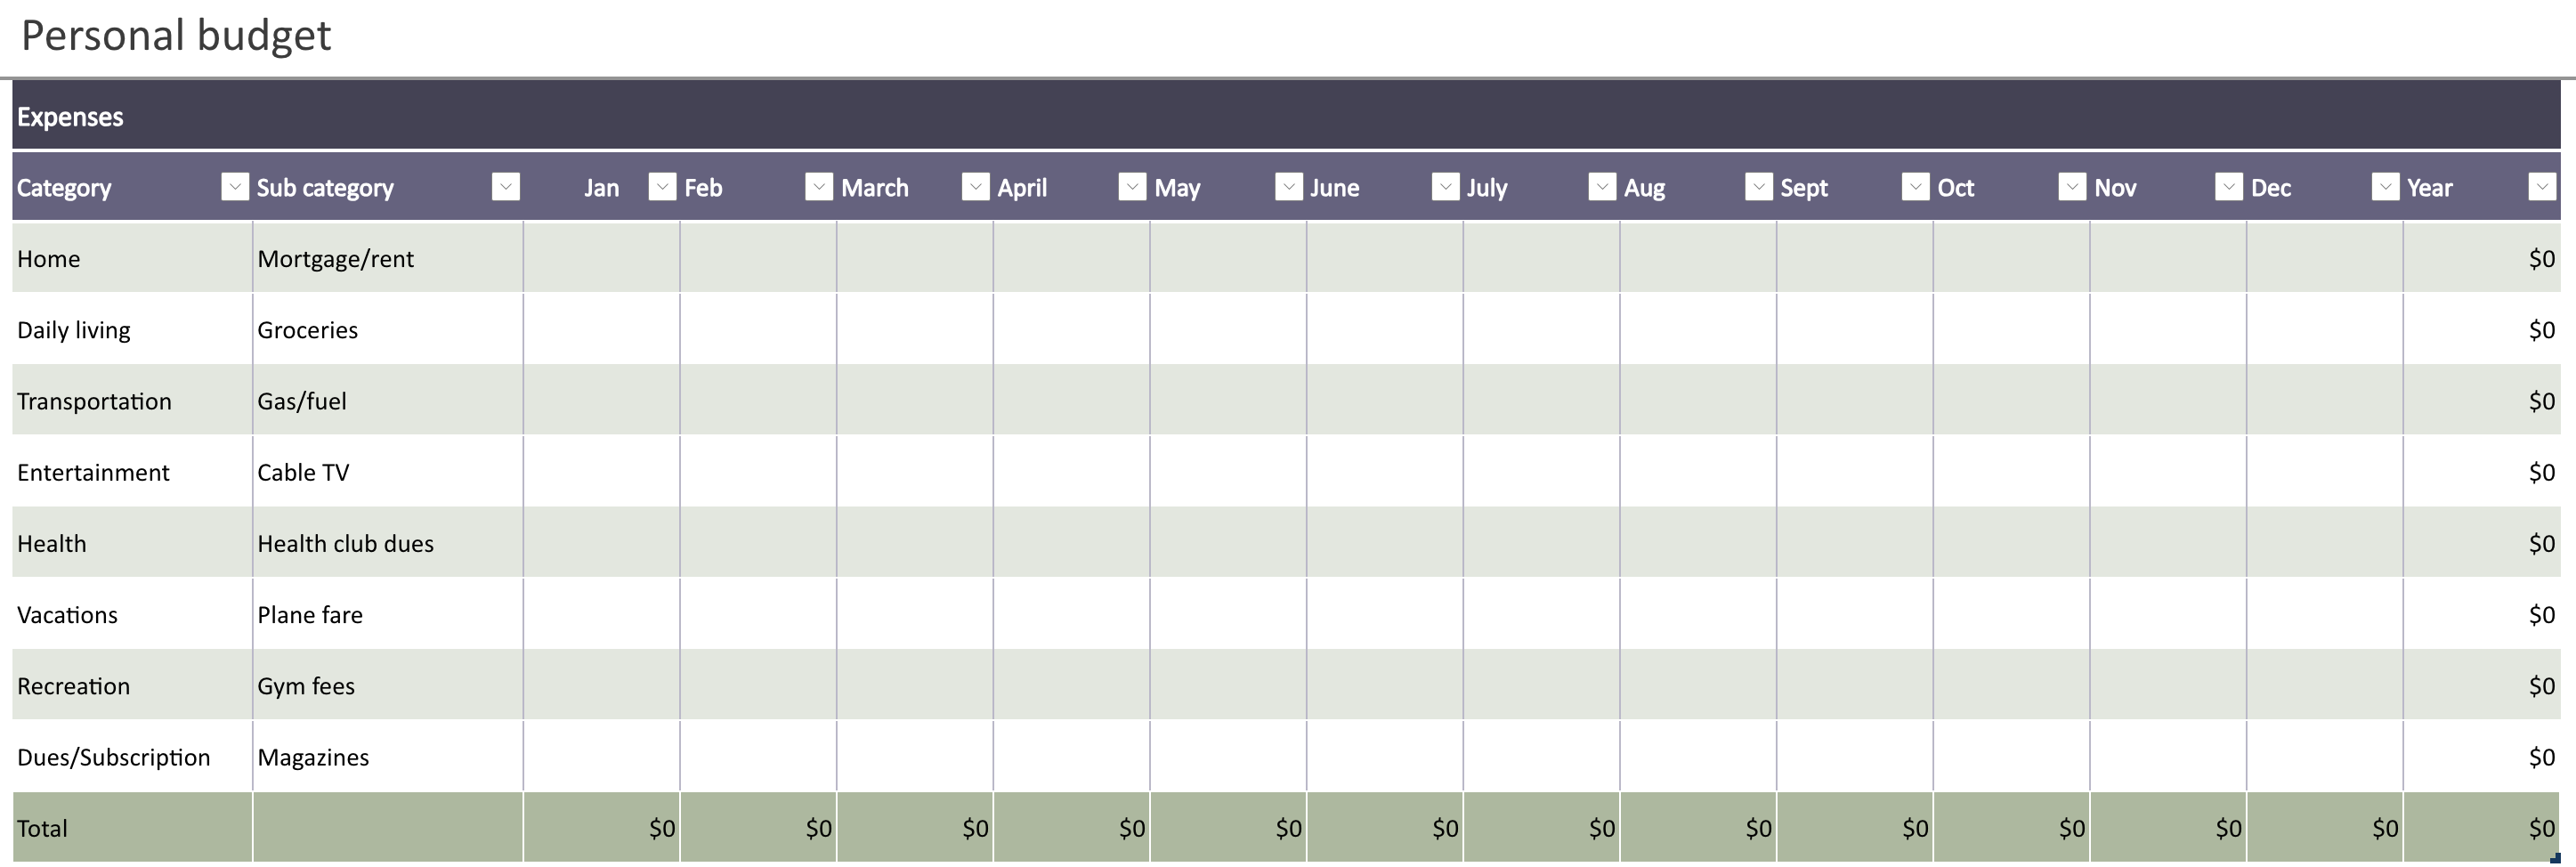 Personal budget
Expenses
Category Sub category Jan Feb March April May June July Aug Sept Oct Nov Dec Year
Home Mortgage/rent $0
Daily living Groceries $0
Transportation Gas/fuel $0
Entertainment Cable TV $0
Health Health club dues $0
Vacations Plane fare $0
Recreation Gym fees $0
Dues/Subscription Magazines $0
Total $0 $0 $0 $0 $0 $0 $0 $0 $0 $0 $0 $0 $0